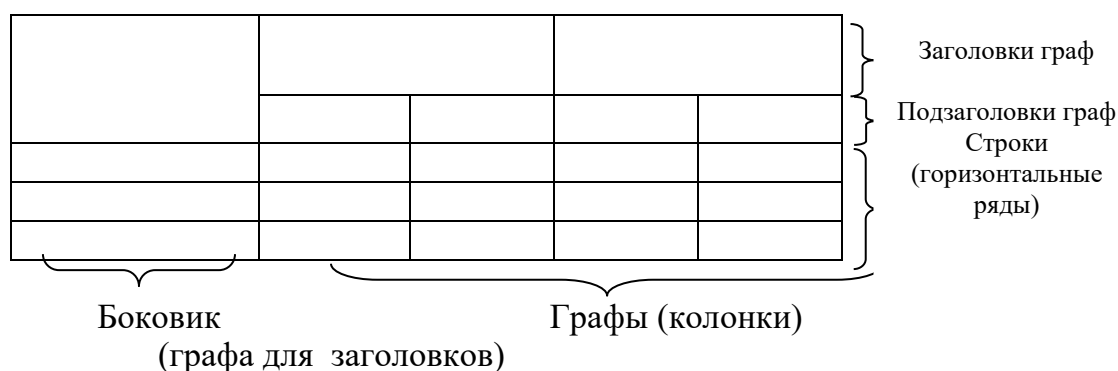 Заголовки граф
Подзаголовки граф
Строки
(горизонтальные
ряды)
Боковик
(графа для заголовков)
Графы (колонки)